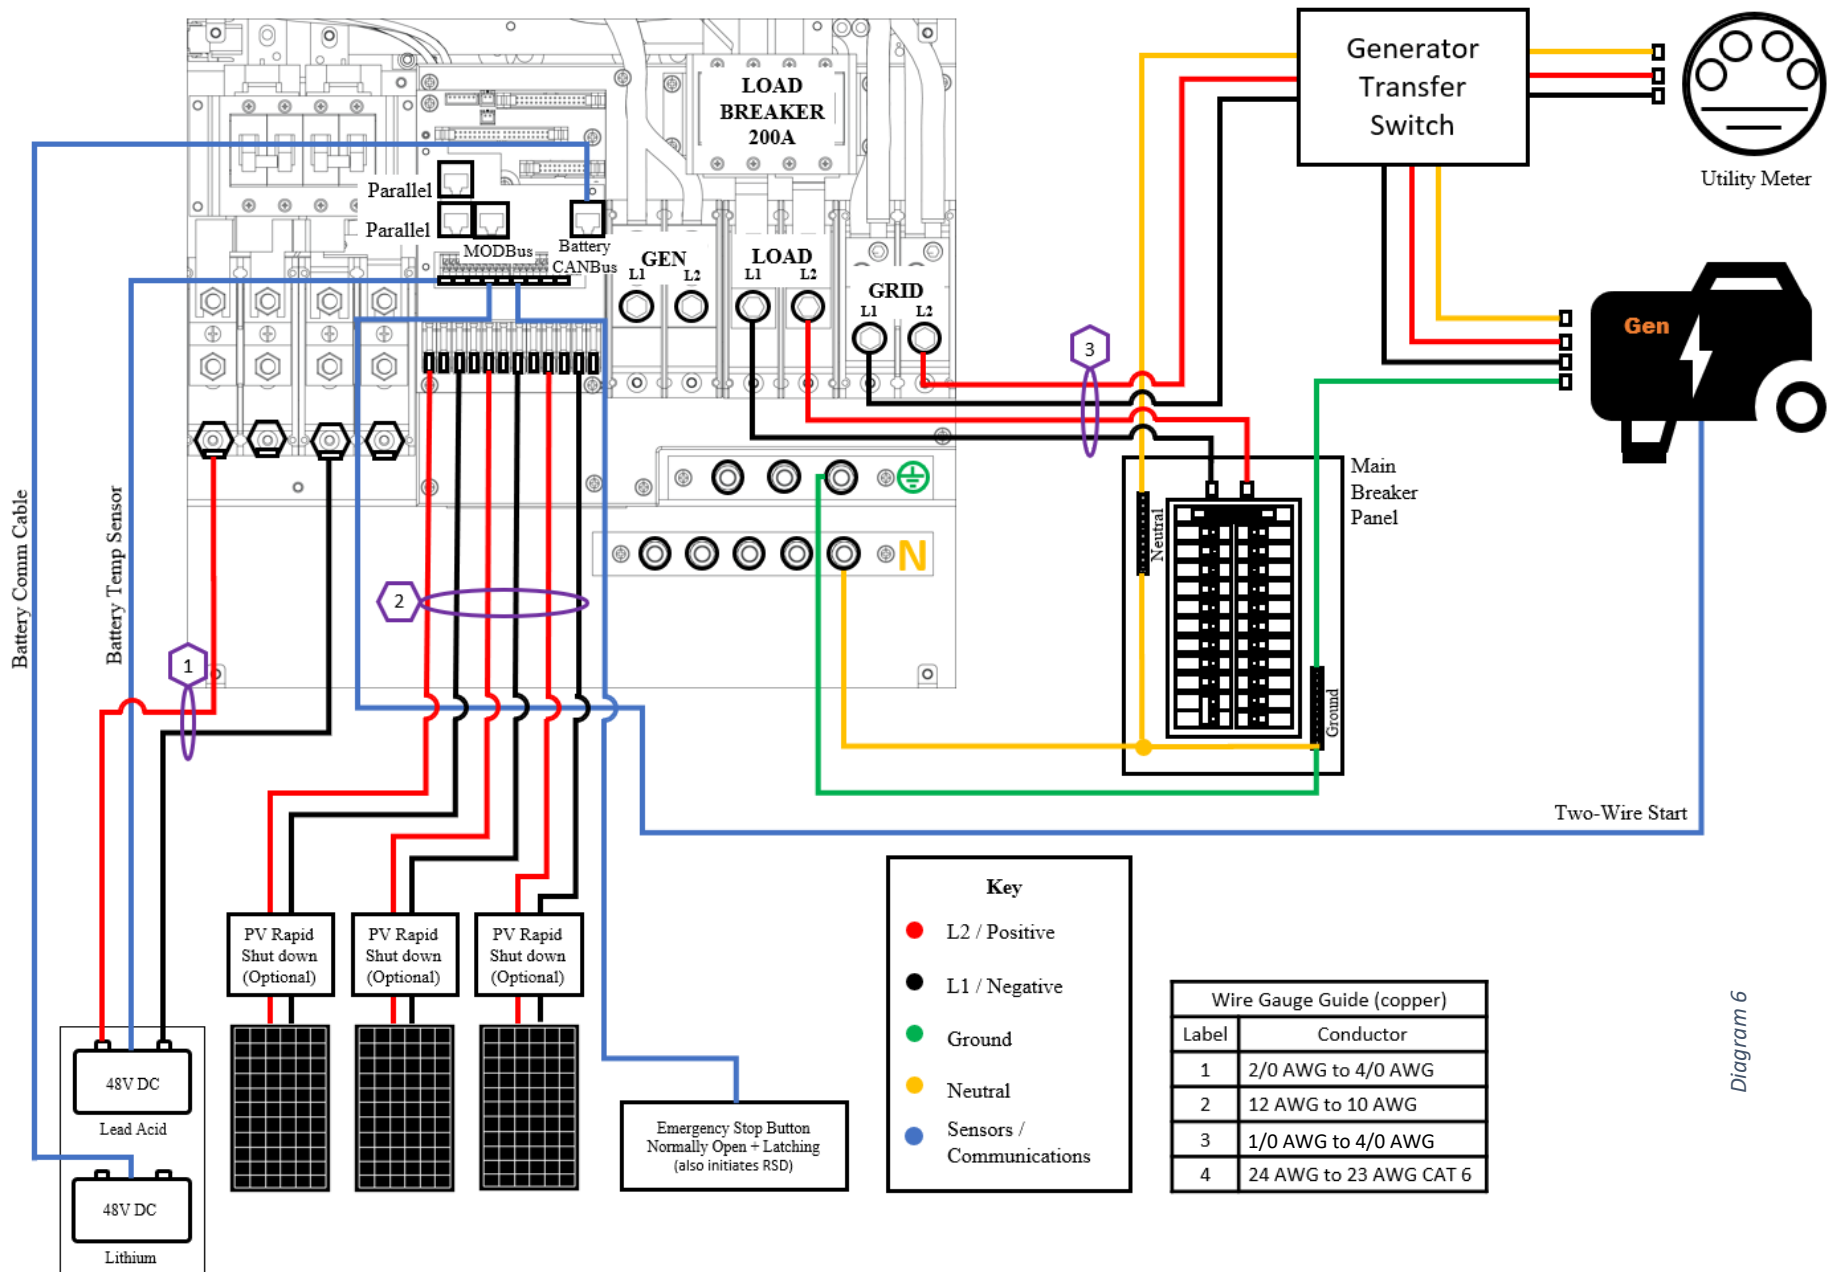 LOAD
BREAKER
200A
Generator
Transfer
Switch
Utility Meter
Parallel
Parallel
MODBus
Battery
CANBus
GEN
L1
L2
LOAD
L1
L2
GRID
L1
L2
3
Gen
Main
Breaker
Panel
Neutral
Ground
N
2
1
Battery Comm Cable
Battery Temp Sensor
Two-Wire Start
PV Rapid
Shut down
(Optional)
PV Rapid
Shut down
(Optional)
PV Rapid
Shut down
(Optional)
48V DC
Lead Acid
48V DC
Lithium
Emergency Stop Button
Normally Open + Latching
(also initiates RSD)
Key
L2 / Positive
L1 / Negative
Ground
Neutral
Sensors /
Communications
Wire Gauge Guide (copper)
Label Conductor
1 2/0 AWG to 4/0 AWG
2 12 AWG to 10 AWG
3 1/0 AWG to 4/0 AWG
4 24 AWG to 23 AWG CAT 6
Diagram 6